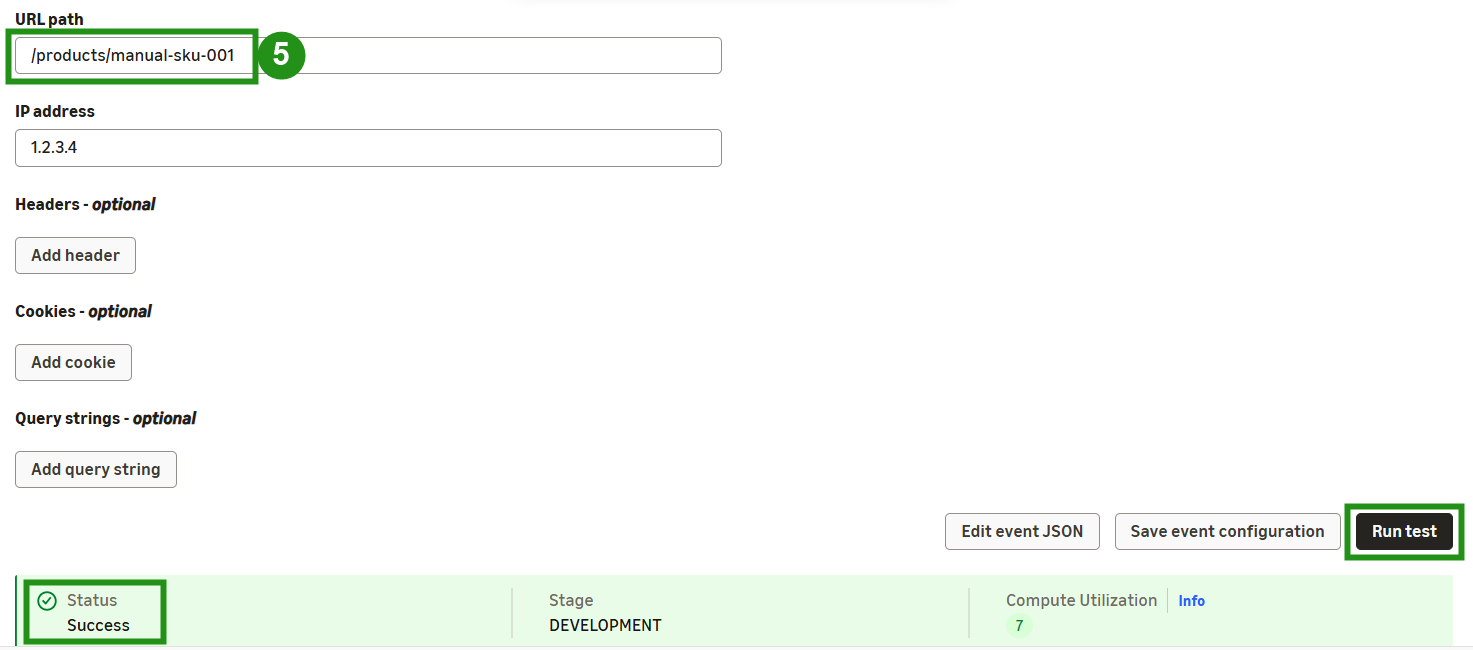 URL path
/products/manual-sku-001
5
IP address
1.2.3.4
Headers - optional
Add header
Cookies - optional
Add cookie
Query strings - optional
Add query string
Edit event JSON Save event configuration Run test
Status Stage Compute Utilization Info
Success DEVELOPMENT 7